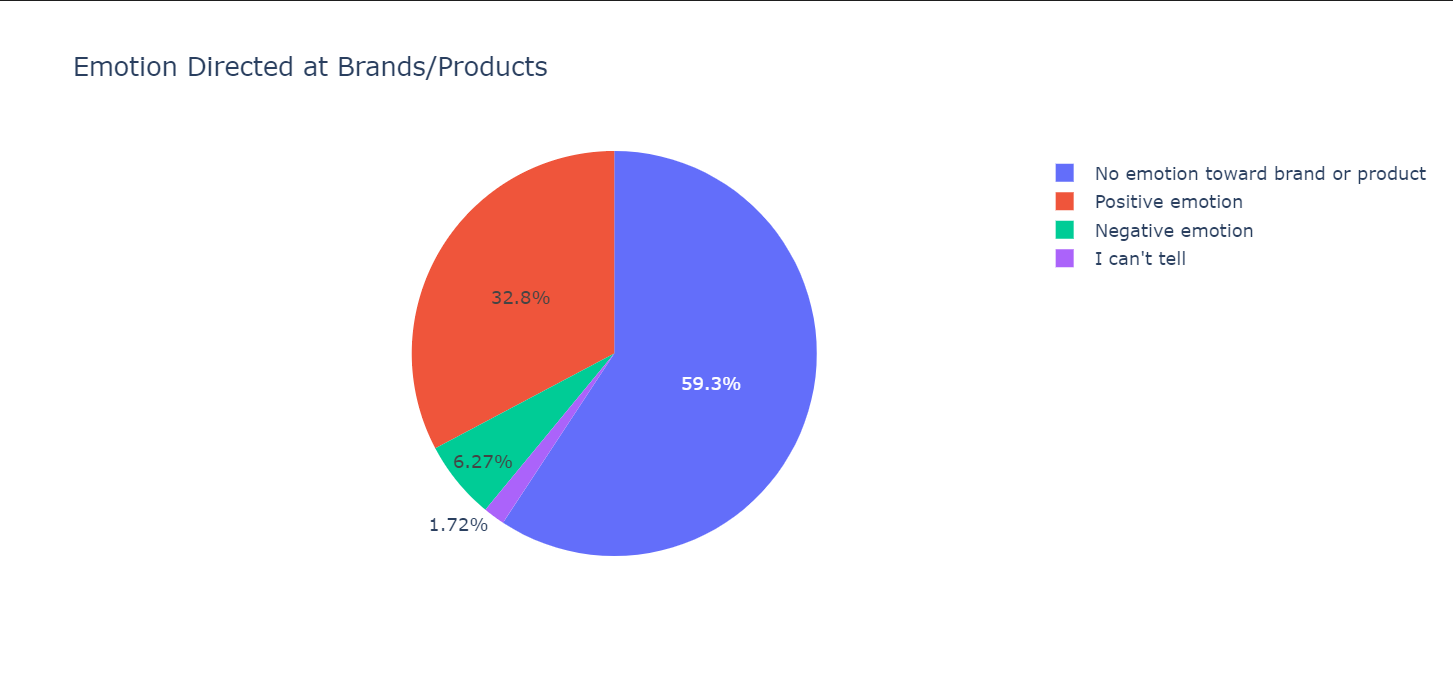 Emotion Directed at Brands/Products
No emotion toward brand or product
Positive emotion
Negative emotion
I can't tell
32.8%
59.3%
6.27%
1.72%